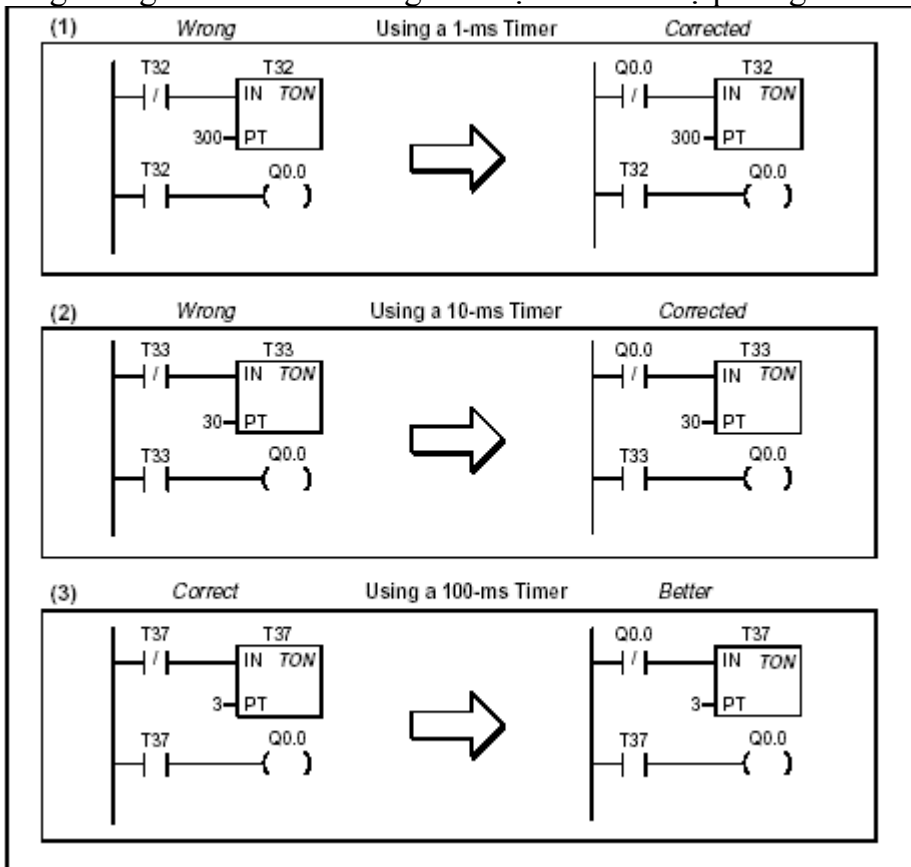 (1) Wrong Using a 1-ms Timer Corrected
T32 T32 Q0.0 T32
IN TON IN TON
300 PT 300 PT
T32 Q0.0 T32 Q0.0
(2) Wrong Using a 10-ms Timer Corrected
T33 T33 Q0.0 T33
IN TON IN TON
30 PT 30 PT
T33 Q0.0 T33 Q0.0
(3) Correct Using a 100-ms Timer Better
T37 T37 Q0.0 T37
IN TON IN TON
3 PT 3 PT
T37 Q0.0 T37 Q0.0